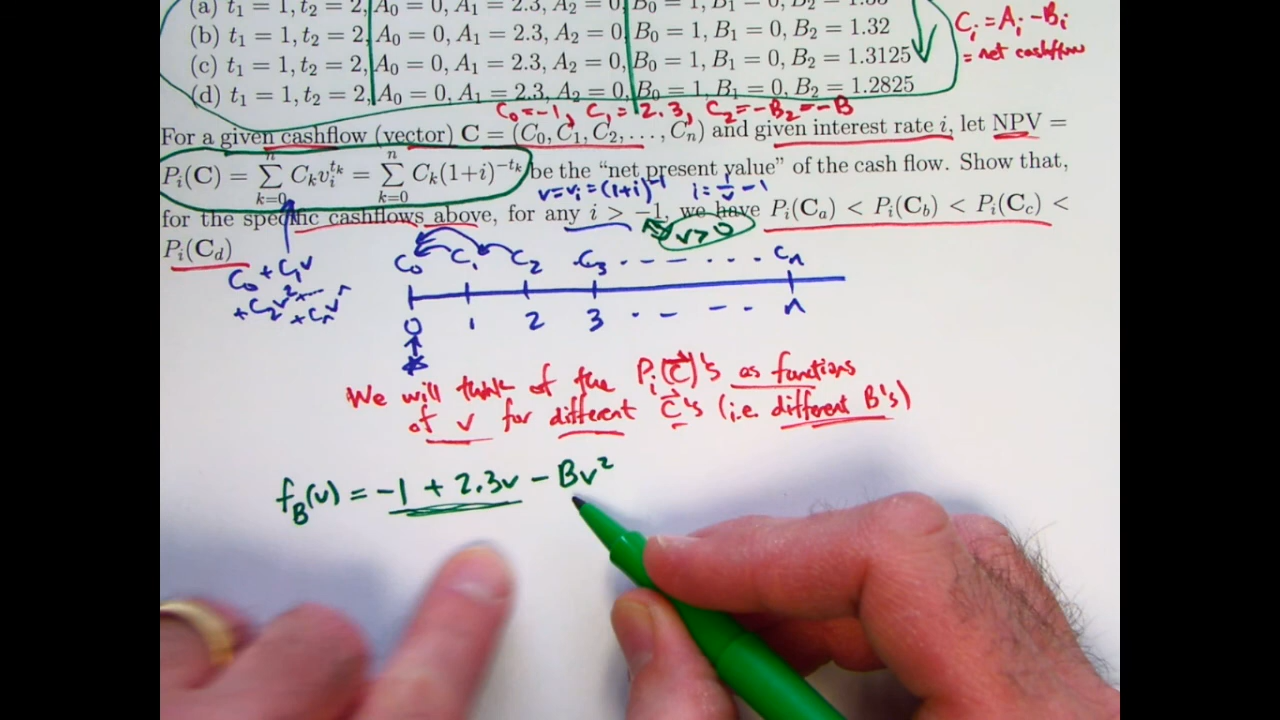 (a) t₁ = 1, t₂ = 2, A₀ = 0, A₁ = 2.3, A₂ = 0, B₀ = 1, B₁ = 0, B₂ =
(b) t₁ = 1, t₂ = 2, A₀ = 0, A₁ = 2.3, A₂ = 0, B₀ = 1, B₁ = 0, B₂ = 1.32
(c) t₁ = 1, t₂ = 2, A₀ = 0, A₁ = 2.3, A₂ = 0, B₀ = 1, B₁ = 0, B₂ = 1.3125
(d) t₁ = 1, t₂ = 2, A₀ = 0, A₁ = 2.3, A₂ = 0, B₀ = 1, B₁ = 0, B₂ = 1.2825
Cᵢ = Aᵢ - Bᵢ
= net cashflow
C₀ = -1, C₁ = 2.3, C₂ = -B₂ = -B
For a given cashflow (vector) C = (C₀, C₁, C₂, . . . , Cₙ) and given interest rate i, let NPV =
Pᵢ(C) = ∑ₖ₌₀ⁿ Cₖvᵢ^{tₖ} = ∑ₖ₌₀ⁿ Cₖ(1+i)^{-tₖ} be the “net present value” of the cash flow. Show that,
v = vᵢ = (1+i)⁻¹ i = 1/v - 1
for the specific cashflows above, for any i > -1, we have Pᵢ(Cₐ) < Pᵢ(C_b) < Pᵢ(C_c) <
v > 0
Pᵢ(C_d)
C₀ + C₁v
+ C₂v² + ...
+ Cₙvⁿ
C₀ C₁ C₂ C₃ . . . . . . Cₙ
0 1 2 3 . . . . n
We will think of the Pᵢ(C⃗)'s as functions
of v for different C⃗'s (i.e. different B's)
f_B(v) = -1 + 2.3v - Bv²